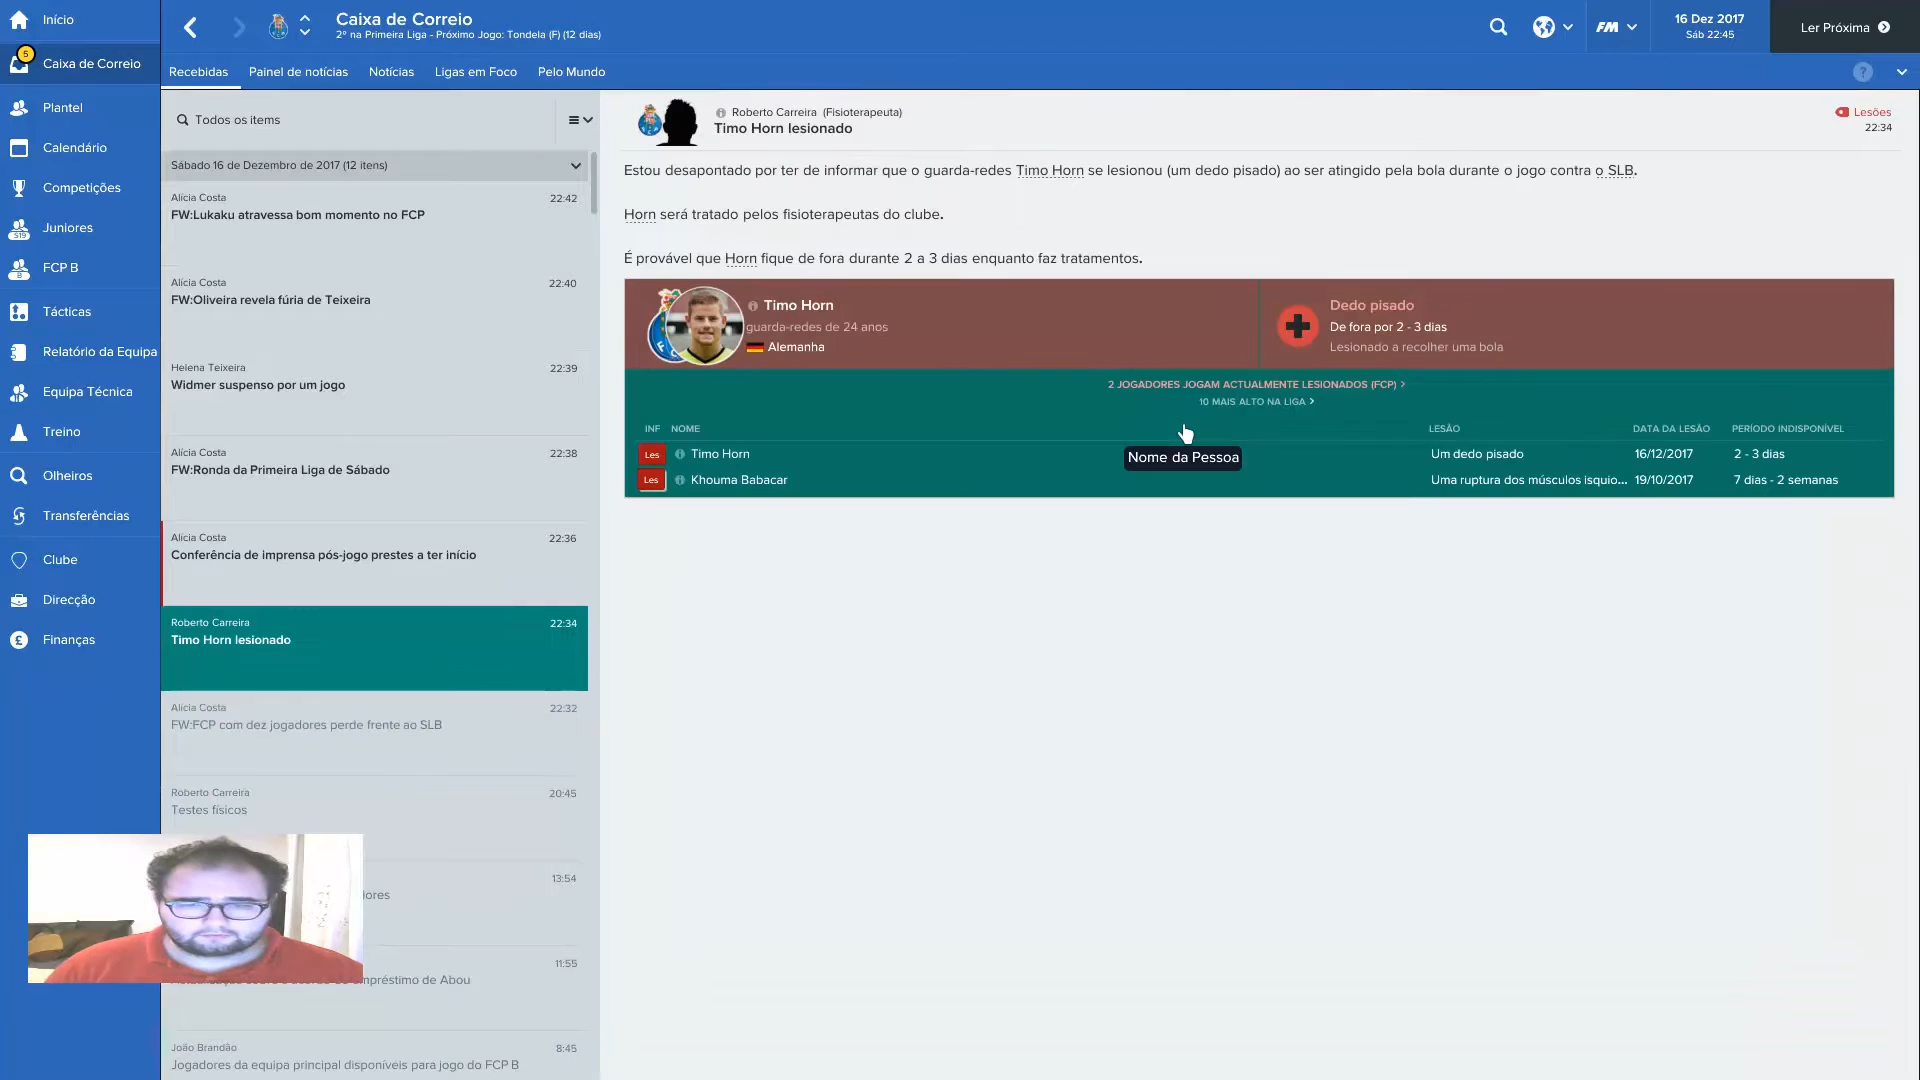 Início
5
Caixa de Correio
Plantel
Calendário
Competições
Juniores
FCP B
Tácticas
Relatório da Equipa
Equipa Técnica
Treino
Olheiros
Transferências
Clube
Direcção
Finanças
Caixa de Correio
2º na Primeira Liga - Próximo Jogo: Tondela (F) (12 dias)
FM
16 Dez 2017
Sáb 22:45
Ler Próxima
Recebidas
Painel de notícias
Notícias
Ligas em Foco
Pelo Mundo
?
Todos os items
Sábado 16 de Dezembro de 2017 (12 itens)
Alícia Costa 22:42
FW:Lukaku atravessa bom momento no FCP
Alícia Costa 22:40
FW:Oliveira revela fúria de Teixeira
Helena Teixeira 22:39
Widmer suspenso por um jogo
Alícia Costa 22:38
FW:Ronda da Primeira Liga de Sábado
Alícia Costa 22:36
Conferência de imprensa pós-jogo prestes a ter início
Roberto Carreira 22:34
Timo Horn lesionado
Alícia Costa 22:32
FW:FCP com dez jogadores perde frente ao SLB
Roberto Carreira 20:45
Testes físicos
13:54
11:55
empréstimo de Abou
João Brandão 8:45
Jogadores da equipa principal disponíveis para jogo do FCP B
Roberto Carreira (Fisioterapeuta)
Timo Horn lesionado
Lesões
22:34
Estou desapontado por ter de informar que o guarda-redes Timo Horn se lesionou (um dedo pisado) ao ser atingido pela bola durante o jogo contra o SLB.
Horn será tratado pelos fisioterapeutas do clube.
É provável que Horn fique de fora durante 2 a 3 dias enquanto faz tratamentos.
Timo Horn
guarda-redes de 24 anos
Alemanha
Dedo pisado
De fora por 2 - 3 dias
Lesionado a recolher uma bola
2 JOGADORES JOGAM ACTUALMENTE LESIONADOS (FCP) >
10 MAIS ALTO NA LIGA >
INF NOME LESÃO DATA DA LESÃO PERÍODO INDISPONÍVEL
Les Timo Horn Um dedo pisado 16/12/2017 2 - 3 dias
Nome da Pessoa
Les Khouma Babacar Uma ruptura dos músculos isquio... 19/10/2017 7 dias - 2 semanas